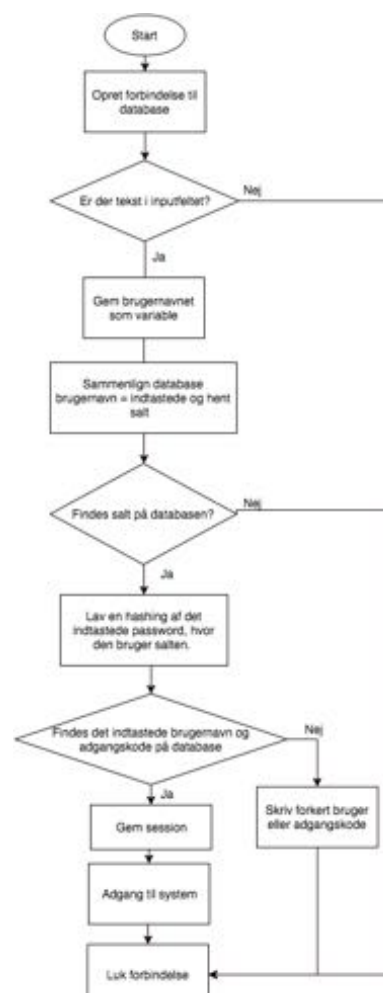 Start
Opret forbindelse til
database
Er der tekst i inputfeltet?
Nej
Ja
Gem brugernavnet
som variable
Sammenlign database
brugernavn = indtastede og hent
salt
Findes salt på databasen?
Nej
Ja
Lav en hashing af det
indtastede password, hvor
den bruger salten.
Findes det indtastede brugernavn og
adgangskode på database
Nej
Ja
Skriv forkert bruger
eller adgangskode
Gem session
Adgang til system
Luk forbindelse